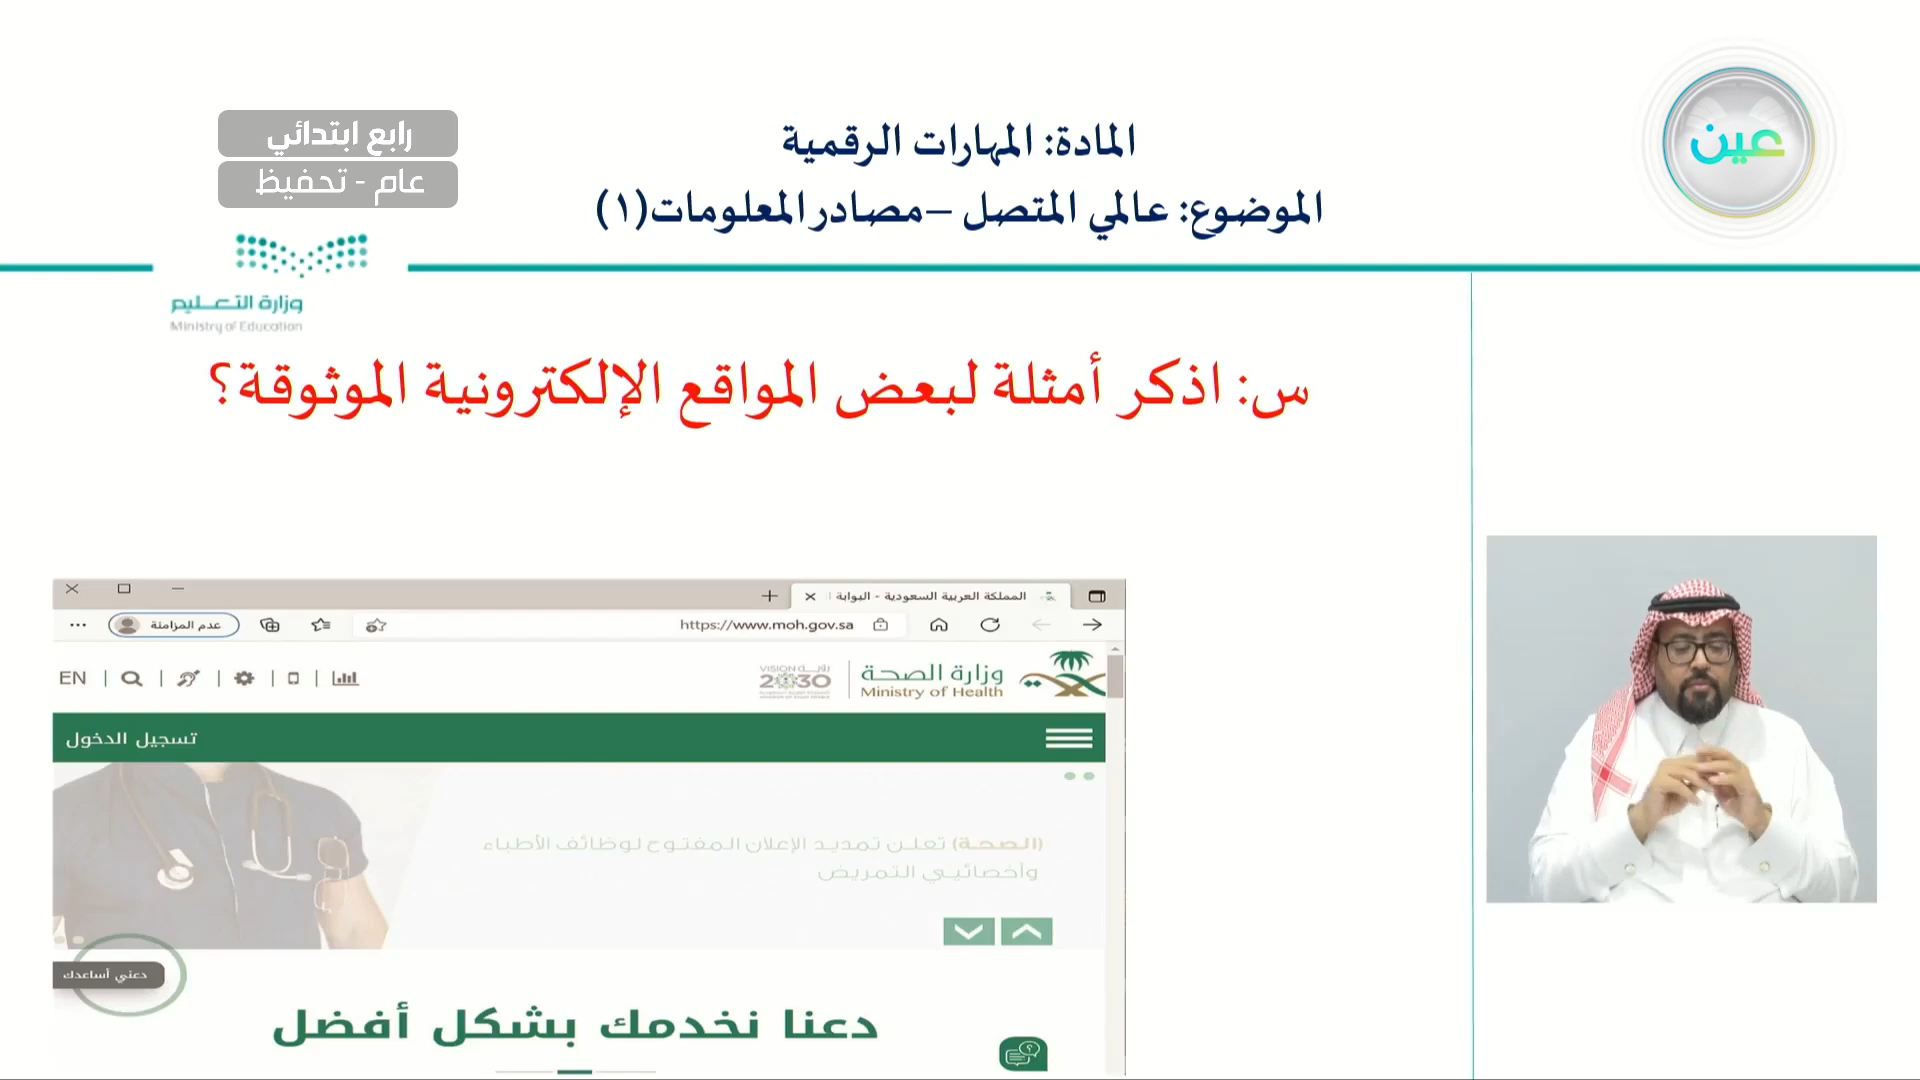 عين
المادة: المهارات الرقمية
الموضوع: عالمي المتصل – مصادر المعلومات (١)
رابع ابتدائي
عام - تحفيظ
وزارة التعليم
Ministry of Education
س: اذكر أمثلة لبعض المواقع الإلكترونية الموثوقة؟
المملكة العربية السعودية - البوابة
https://www.moh.gov.sa
عدم المزامنة
وزارة الصحة
Ministry of Health
VISION رؤية
2030
EN
تسجيل الدخول
(الصحة) تعلن تمديد الإعلان المفتوح لوظائف الأطباء
وأخصائيي التمريض
دعني أساعدك
دعنا نخدمك بشكل أفضل